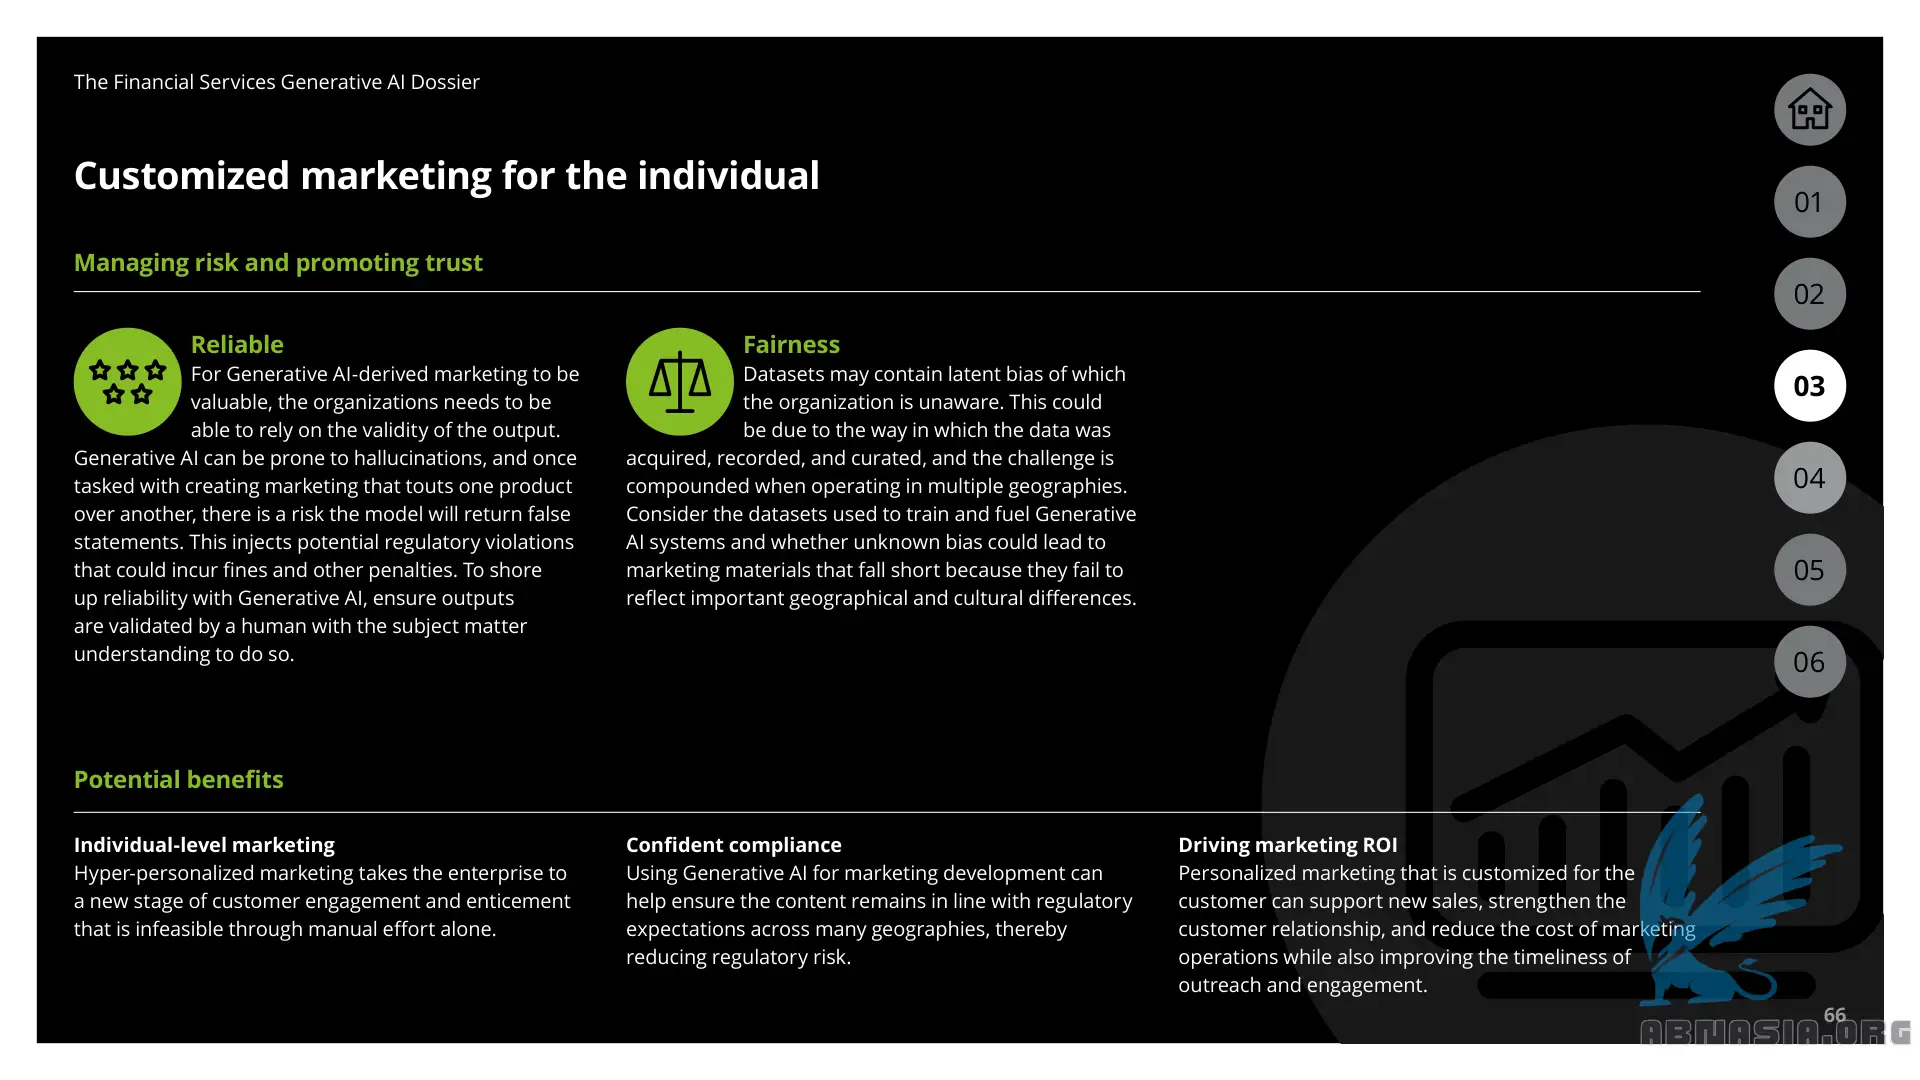 The Financial Services Generative AI Dossier
Customized marketing for the individual
Managing risk and promoting trust
Reliable
For Generative AI-derived marketing to be
valuable, the organizations needs to be
able to rely on the validity of the output.
Generative AI can be prone to hallucinations, and once
tasked with creating marketing that touts one product
over another, there is a risk the model will return false
statements. This injects potential regulatory violations
that could incur fines and other penalties. To shore
up reliability with Generative AI, ensure outputs
are validated by a human with the subject matter
understanding to do so.
Fairness
Datasets may contain latent bias of which
the organization is unaware. This could
be due to the way in which the data was
acquired, recorded, and curated, and the challenge is
compounded when operating in multiple geographies.
Consider the datasets used to train and fuel Generative
AI systems and whether unknown bias could lead to
marketing materials that fall short because they fail to
reflect important geographical and cultural differences.
Potential benefits
Individual-level marketing
Hyper-personalized marketing takes the enterprise to
a new stage of customer engagement and enticement
that is infeasible through manual effort alone.
Confident compliance
Using Generative AI for marketing development can
help ensure the content remains in line with regulatory
expectations across many geographies, thereby
reducing regulatory risk.
Driving marketing ROI
Personalized marketing that is customized for the
customer can support new sales, strengthen the
customer relationship, and reduce the cost of marketing
operations while also improving the timeliness of
outreach and engagement.
01
02
03
04
05
06
66
ABMASIA.ORG